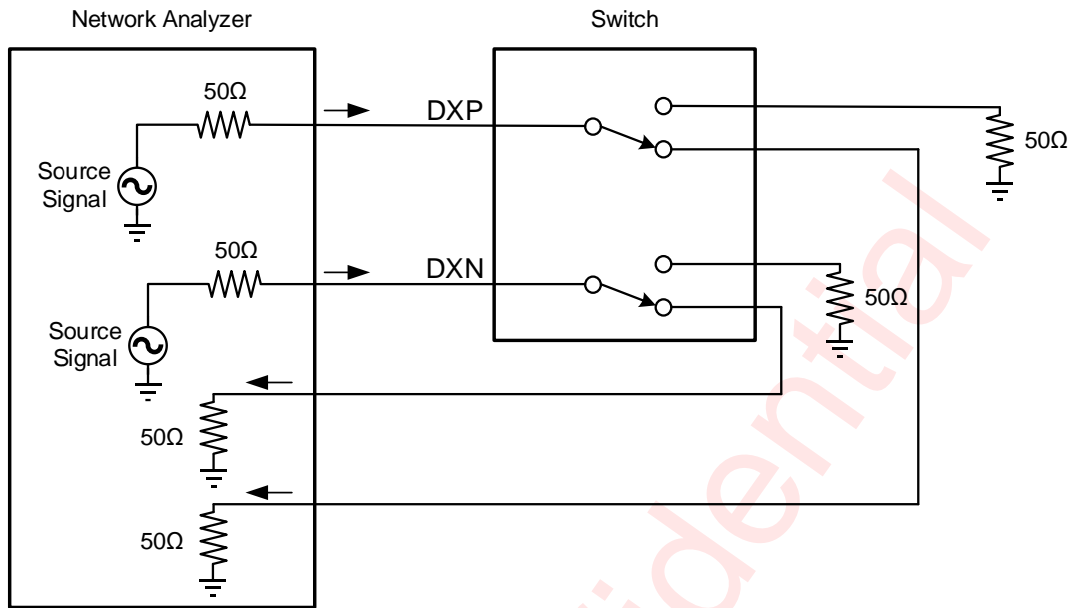 Network Analyzer
Switch
50Ω
DXP
50Ω
Source
Signal
50Ω
DXN
50Ω
Source
Signal
50Ω
50Ω